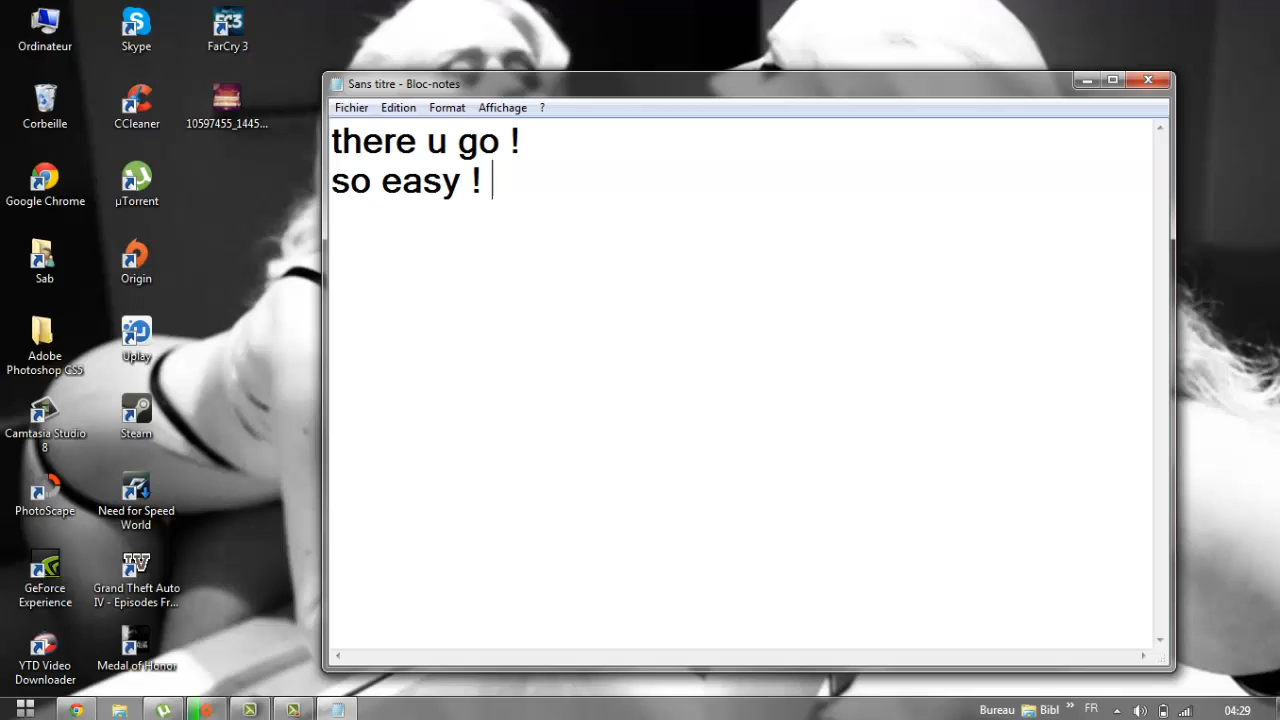 Ordinateur
Skype
FarCry 3
Sans titre - Bloc-notes
Fichier Edition Format Affichage ?
there u go !
so easy !
Corbeille
CCleaner
10597455_1445...
Google Chrome
µTorrent
Sab
Origin
Adobe
Photoshop CS5
Uplay
Camtasia Studio
8
Steam
PhotoScape
Need for Speed
World
GeForce
Experience
Grand Theft Auto
IV - Episodes Fr...
YTD Video
Downloader
Medal of Honor
Bureau
Bibl
»
FR
04:29